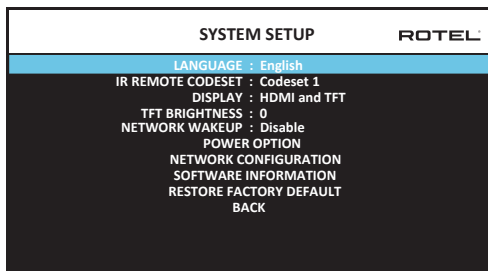 SYSTEM SETUP
ROTEL
LANGUAGE : English
IR REMOTE CODESET : Codeset 1
DISPLAY : HDMI and TFT
TFT BRIGHTNESS : 0
NETWORK WAKEUP : Disable
POWER OPTION
NETWORK CONFIGURATION
SOFTWARE INFORMATION
RESTORE FACTORY DEFAULT
BACK